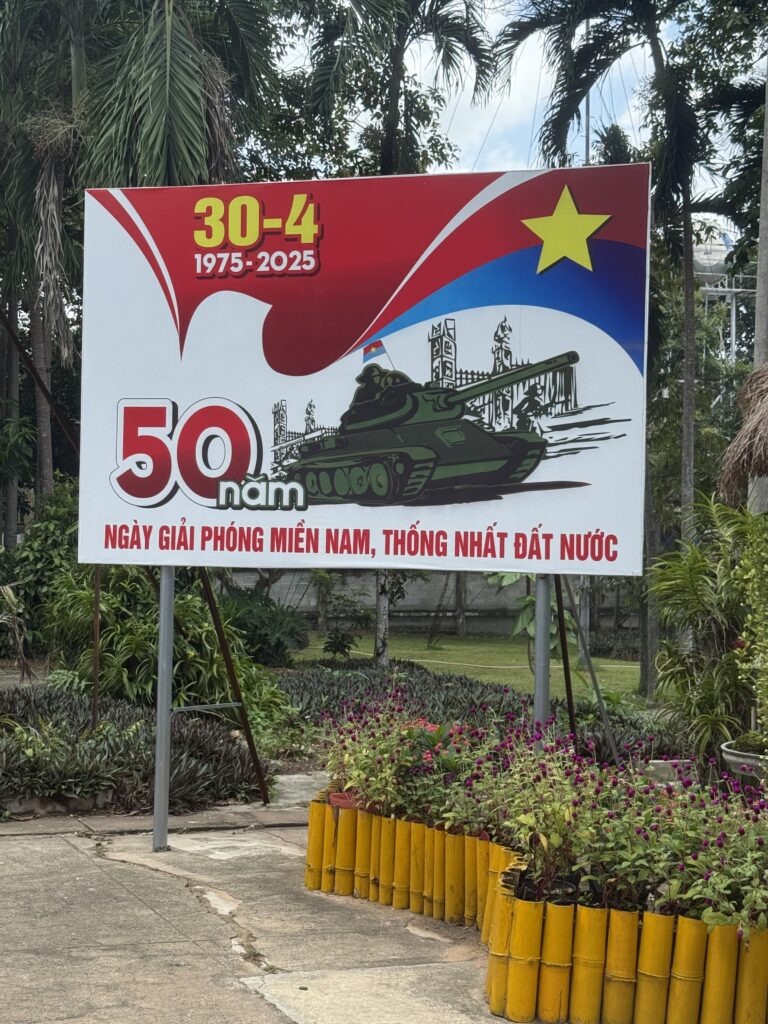 30-4
1975-2025
50
năm
NGÀY GIẢI PHÓNG MIỀN NAM, THỐNG NHẤT ĐẤT NƯỚC